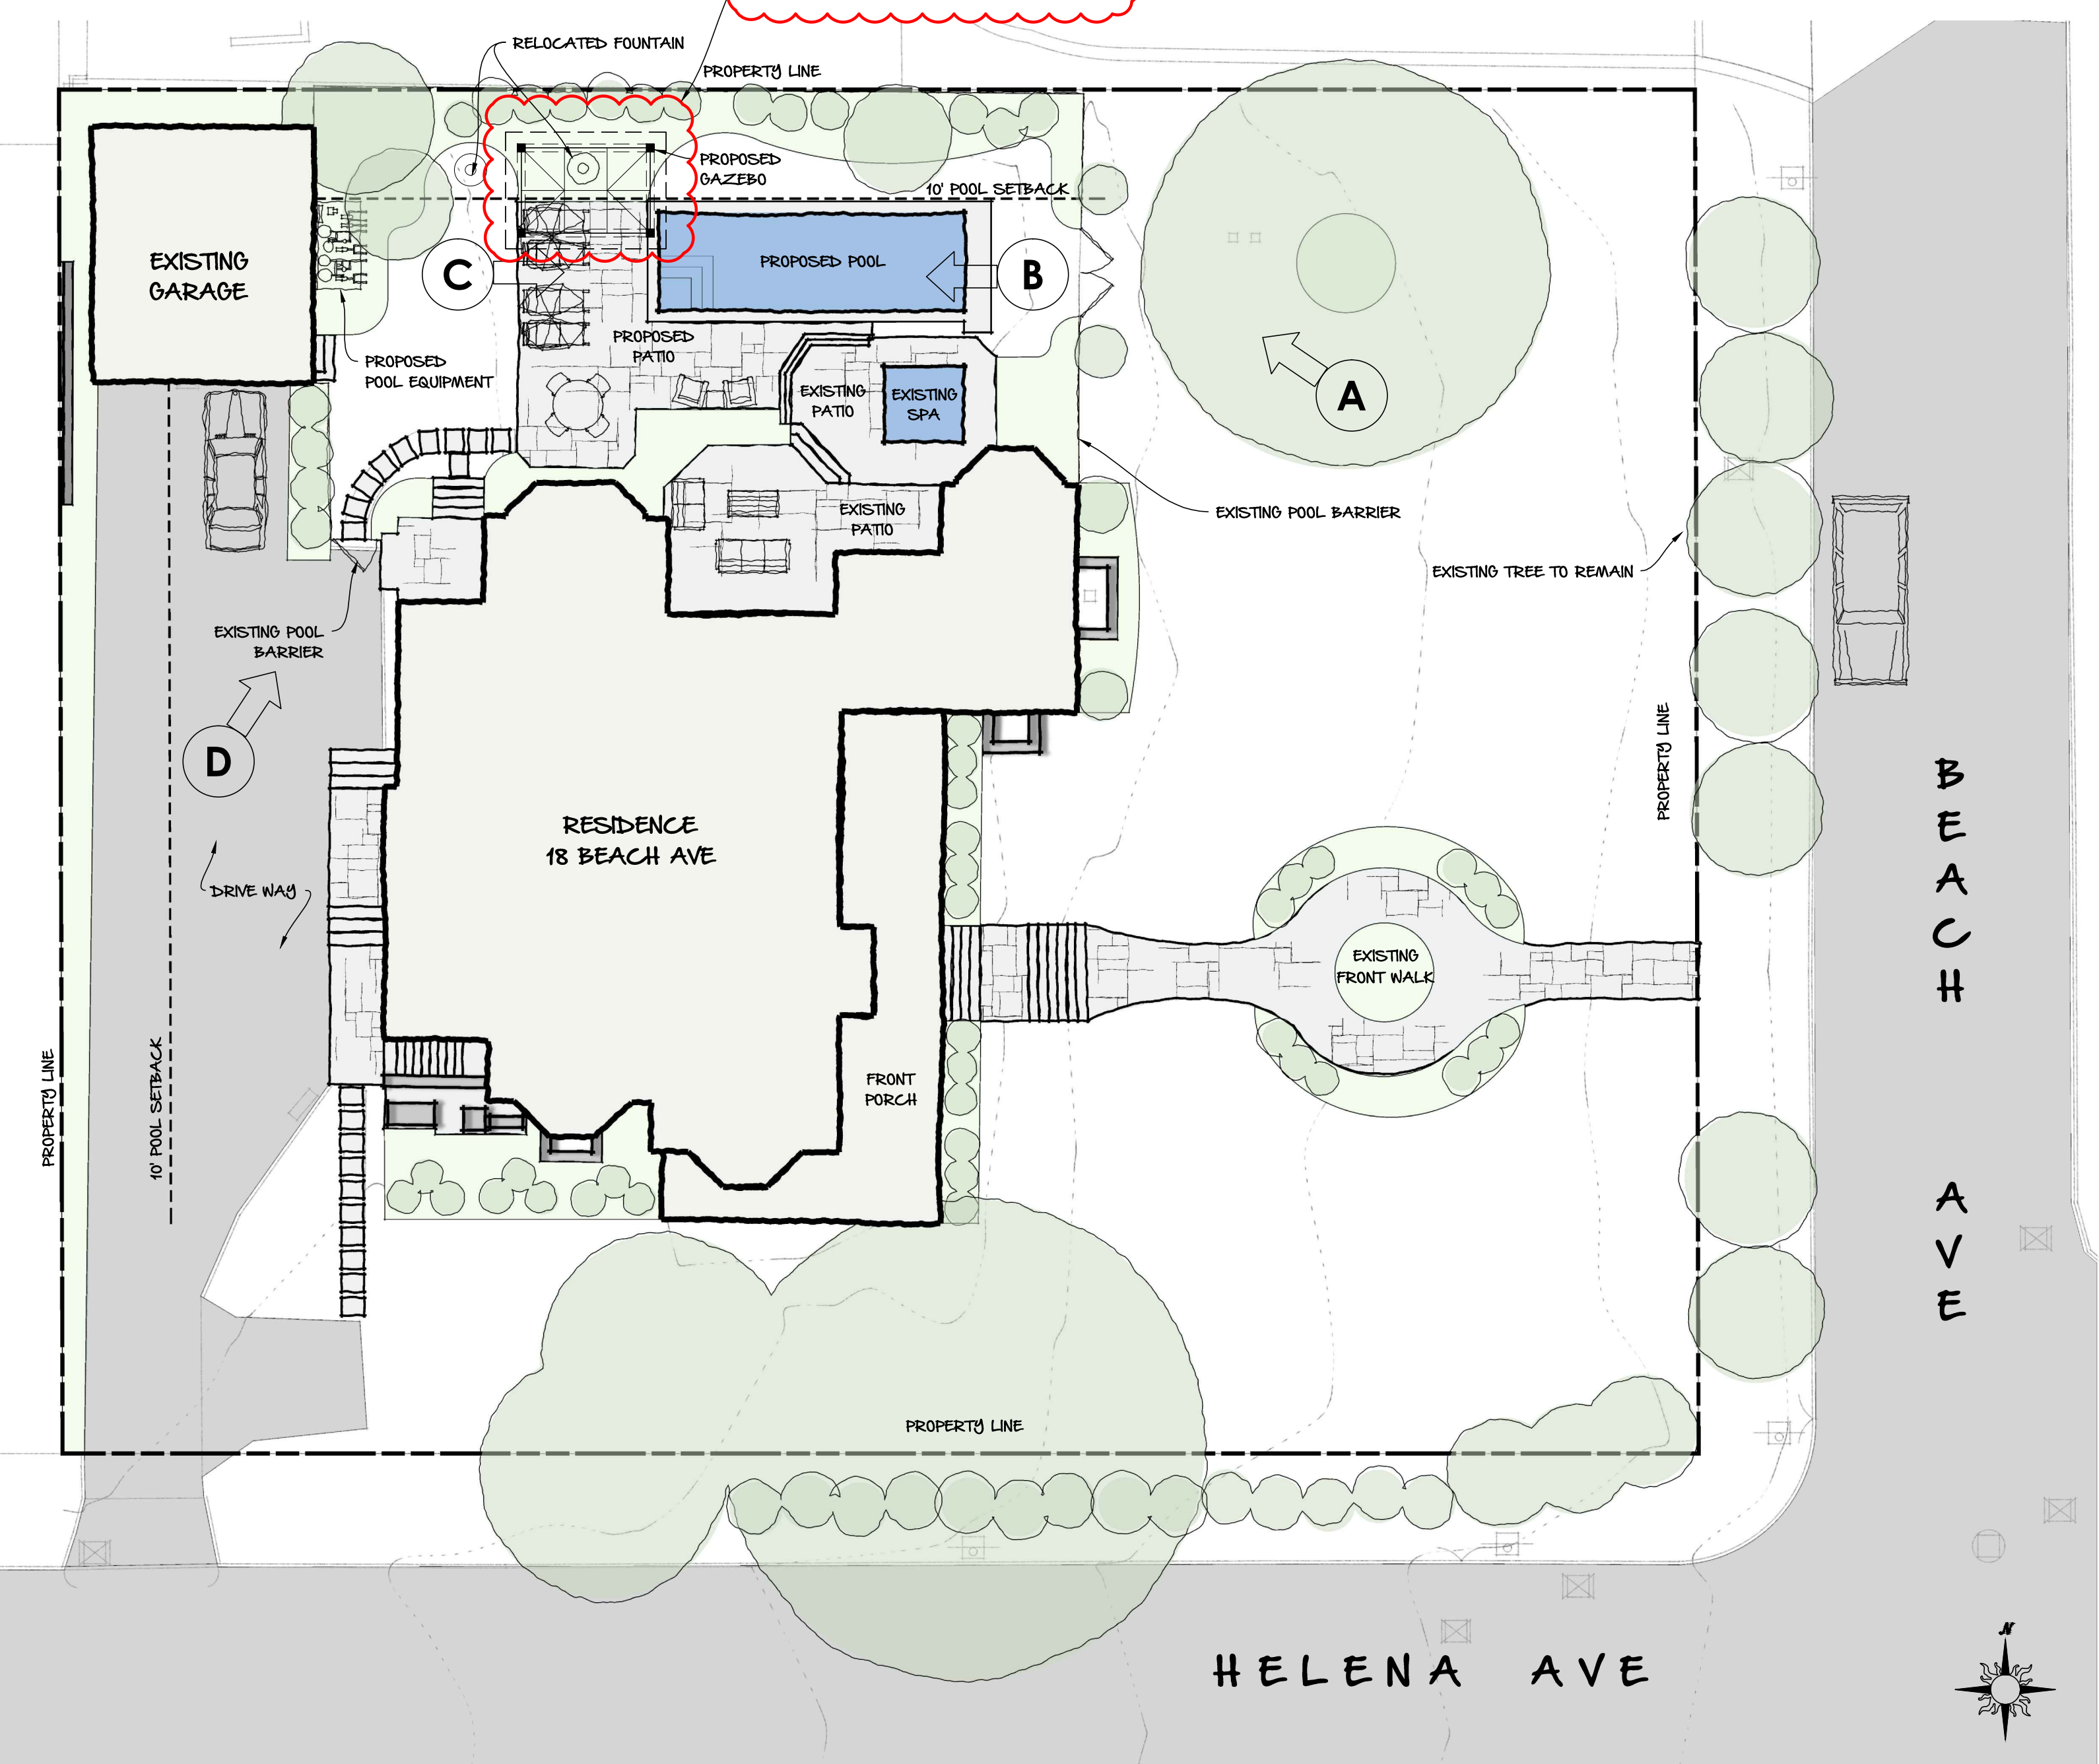 RELOCATED FOUNTAIN
PROPERTY LINE
PROPOSED
GAZEBO
10' POOL SETBACK
EXISTING
GARAGE
C
PROPOSED POOL
B
PROPOSED
PATIO
PROPOSED
POOL EQUIPMENT
EXISTING
PATIO
EXISTING
SPA
A
EXISTING
PATIO
EXISTING POOL BARRIER
EXISTING TREE TO REMAIN
EXISTING POOL
BARRIER
D
PROPERTY LINE
RESIDENCE
18 BEACH AVE
DRIVE WAY
BEACH AVE
EXISTING
FRONT WALK
FRONT
PORCH
PROPERTY LINE
10' POOL SETBACK
PROPERTY LINE
HELENA AVE
N